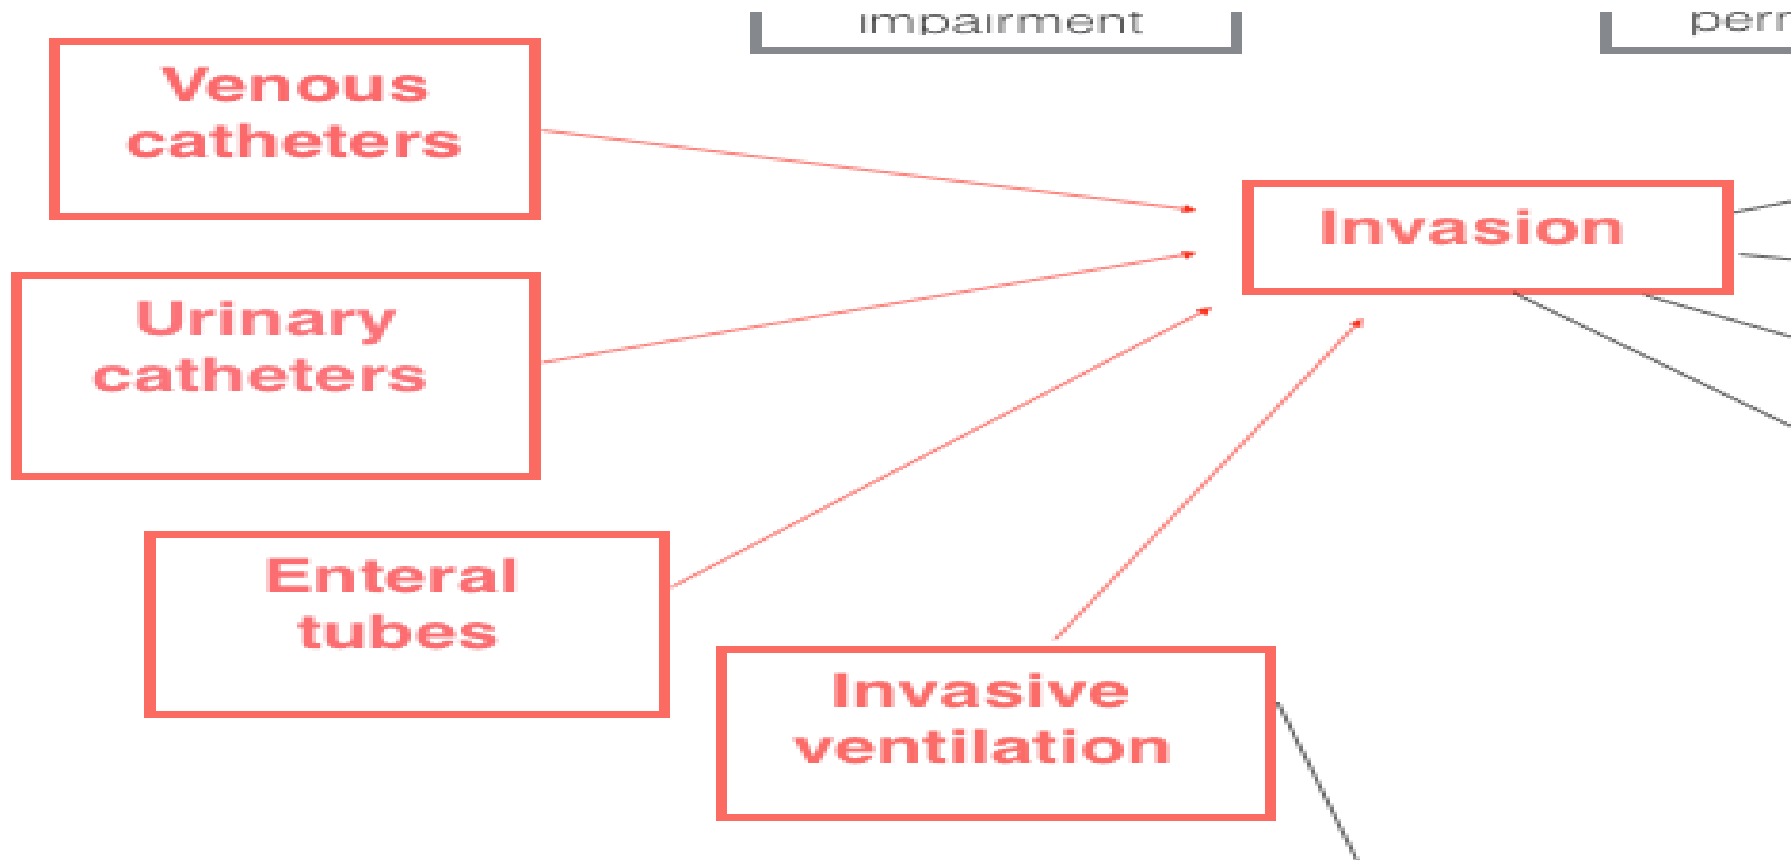 impairment
Venous
catheters
Invasion
Urinary
catheters
Enteral
tubes
Invasive
ventilation